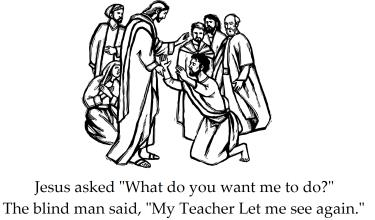 Jesus asked "What do you want me to do?"
The blind man said, "My Teacher Let me see again."